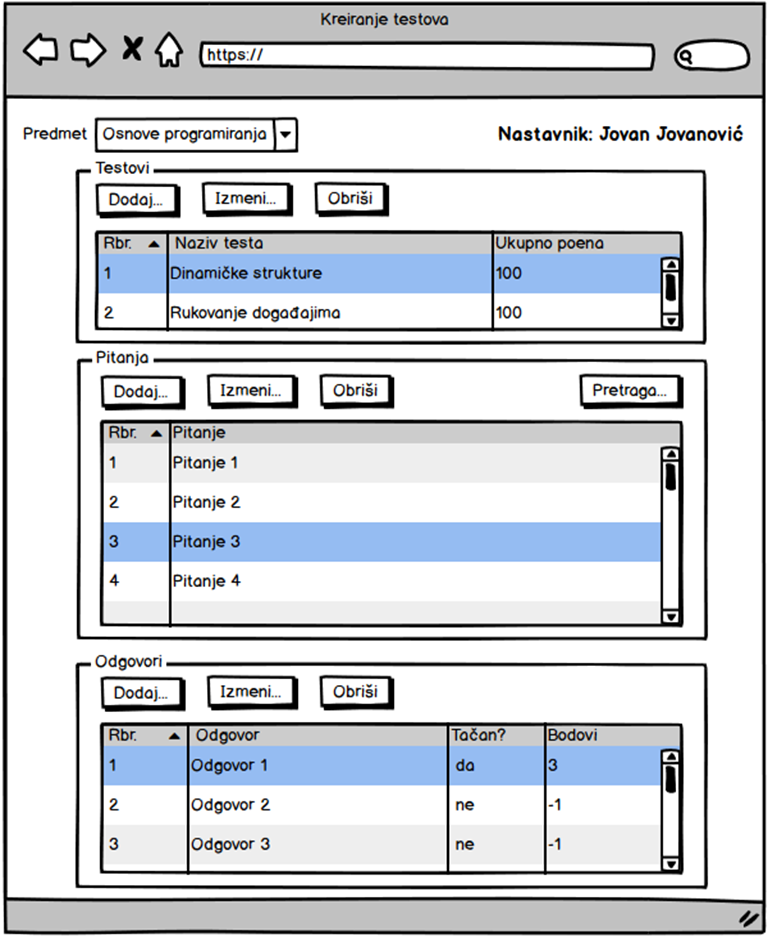 Kreiranje testova
https://
Predmet Osnove programiranja Nastavnik: Jovan Jovanović
Testovi
Dodaj... Izmeni... Obriši
Rbr. Naziv testa Ukupno poena
1 Dinamičke strukture 100
2 Rukovanje događajima 100
Pitanja
Dodaj... Izmeni... Obriši Pretraga...
Rbr. Pitanje
1 Pitanje 1
2 Pitanje 2
3 Pitanje 3
4 Pitanje 4
Odgovori
Dodaj... Izmeni... Obriši
Rbr. Odgovor Tačan? Bodovi
1 Odgovor 1 da 3
2 Odgovor 2 ne -1
3 Odgovor 3 ne -1